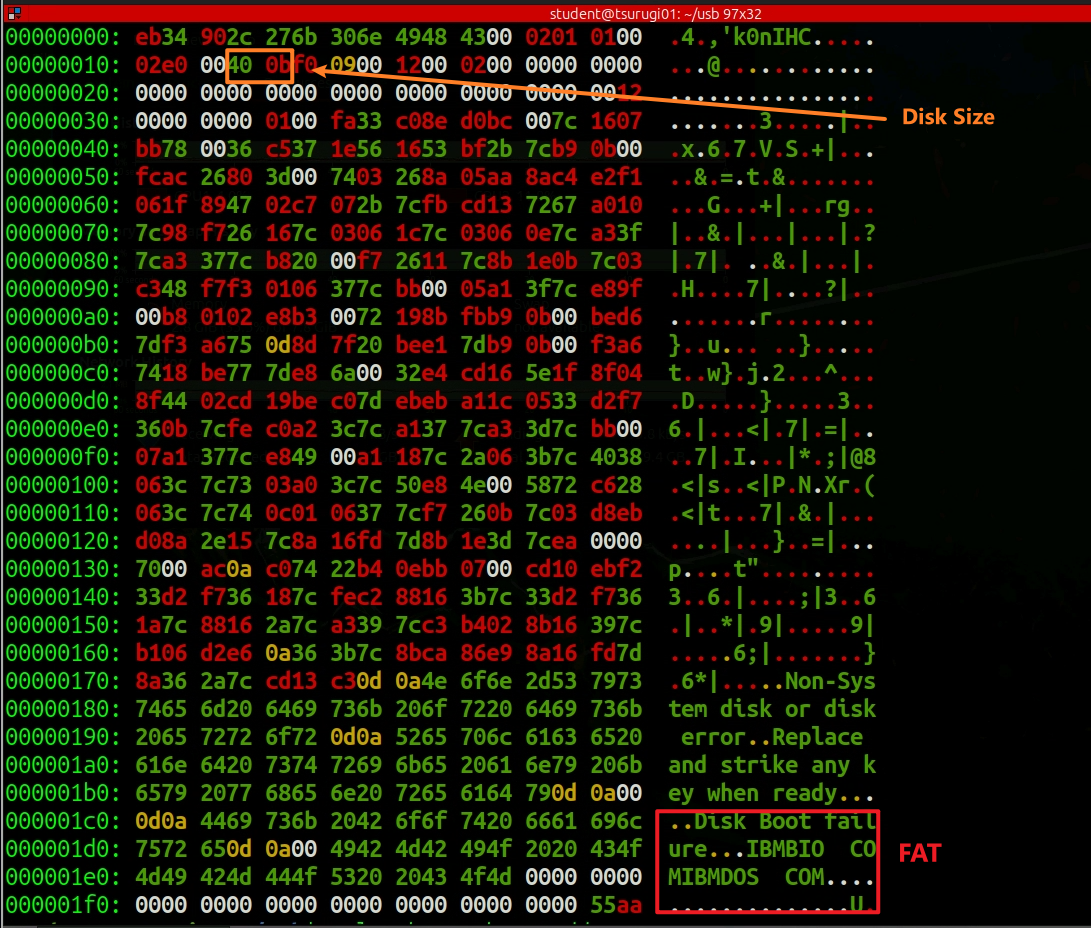 student@tsurugi01: ~/usb 97x32
00000000: eb34 902c 276b 306e 4948 4300 0201 0100 .4.,'k0nIHC.....
00000010: 02e0 0040 0bf0 0900 1200 0200 0000 0000 ...@............
00000020: 0000 0000 0000 0000 0000 0000 0000 0012 ................
Disk Size
00000030: 0000 0000 0100 fa33 c08e d0bc 007c 1607 .......3.....|..
00000040: bb78 0036 c537 1e56 1653 bf2b 7cb9 0b00 .x.6.7.V.S.+|...
00000050: fcac 2680 3d00 7403 268a 05aa 8ac4 e2f1 ..&.=.t.&.......
00000060: 061f 8947 02c7 072b 7cfb cd13 7267 a010 ...G...+|...rg..
00000070: 7c98 f726 167c 0306 1c7c 0306 0e7c a33f |..&.|...|...|.?
00000080: 7ca3 377c b820 00f7 2611 7c8b 1e0b 7c03 |.7|. ..&.|...|.
00000090: c348 f7f3 0106 377c bb00 05a1 3f7c e89f .H....7|....?|..
000000a0: 00b8 0102 e8b3 0072 198b fbb9 0b00 bed6 .......r........
000000b0: 7df3 a675 0d8d 7f20 bee1 7db9 0b00 f3a6 }..u... ..}.....
000000c0: 7418 be77 7de8 6a00 32e4 cd16 5e1f 8f04 t..w}.j.2...^...
000000d0: 8f44 02cd 19be c07d ebeb a11c 0533 d2f7 .D.....}.....3..
000000e0: 360b 7cfe c0a2 3c7c a137 7ca3 3d7c bb00 6.|...<|.7|.=|..
000000f0: 07a1 377c e849 00a1 187c 2a06 3b7c 4038 ..7|.I...|*.;|@8
00000100: 063c 7c73 03a0 3c7c 50e8 4e00 5872 c628 .<|s..<|P.N.Xr.(
00000110: 063c 7c74 0c01 0637 7cf7 260b 7c03 d8eb .<|t...7|.&.|...
00000120: d08a 2e15 7c8a 16fd 7d8b 1e3d 7cea 0000 ....|...}..=|...
00000130: 7000 ac0a c074 22b4 0ebb 0700 cd10 ebf2 p....t".........
00000140: 33d2 f736 187c fec2 8816 3b7c 33d2 f736 3..6.|....;|3..6
00000150: 1a7c 8816 2a7c a339 7cc3 b402 8b16 397c .|..*|.9|.....9|
00000160: b106 d2e6 0a36 3b7c 8bca 86e9 8a16 fd7d .....6;|.......}
00000170: 8a36 2a7c cd13 c30d 0a4e 6f6e 2d53 7973 .6*|.....Non-Sys
00000180: 7465 6d20 6469 736b 206f 7220 6469 736b tem disk or disk
00000190: 2065 7272 6f72 0d0a 5265 706c 6163 6520  error..Replace
000001a0: 616e 6420 7374 7269 6b65 2061 6e79 206b and strike any k
000001b0: 6579 2077 6865 6e20 7265 6164 790d 0a00 ey when ready...
000001c0: 0d0a 4469 736b 2042 6f6f 7420 6661 696c ..Disk Boot fail
000001d0: 7572 650d 0a00 4942 4d42 494f 2020 434f ure...IBMBIO  CO
FAT
000001e0: 4d49 424d 444f 5320 2043 4f4d 0000 0000 MIBMDOS  COM....
000001f0: 0000 0000 0000 0000 0000 0000 0000 55aa ..............U.